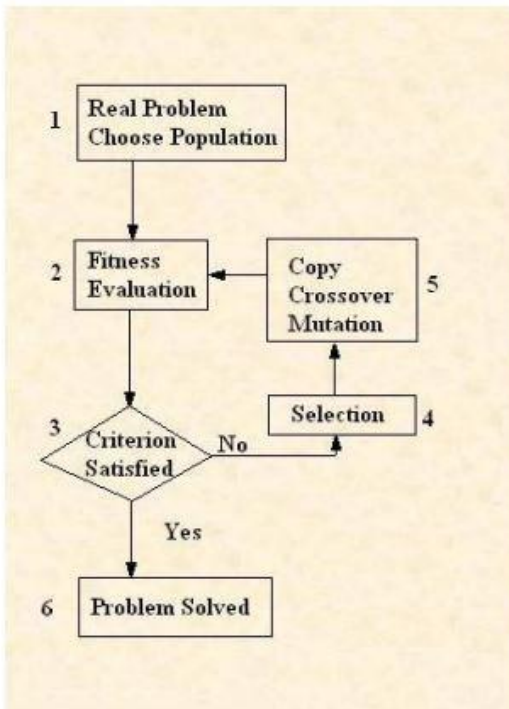 1
Real Problem
Choose Population
2
Fitness
Evaluation
Copy
Crossover
Mutation
5
3
Criterion
Satisfied
No
Selection
4
Yes
6
Problem Solved